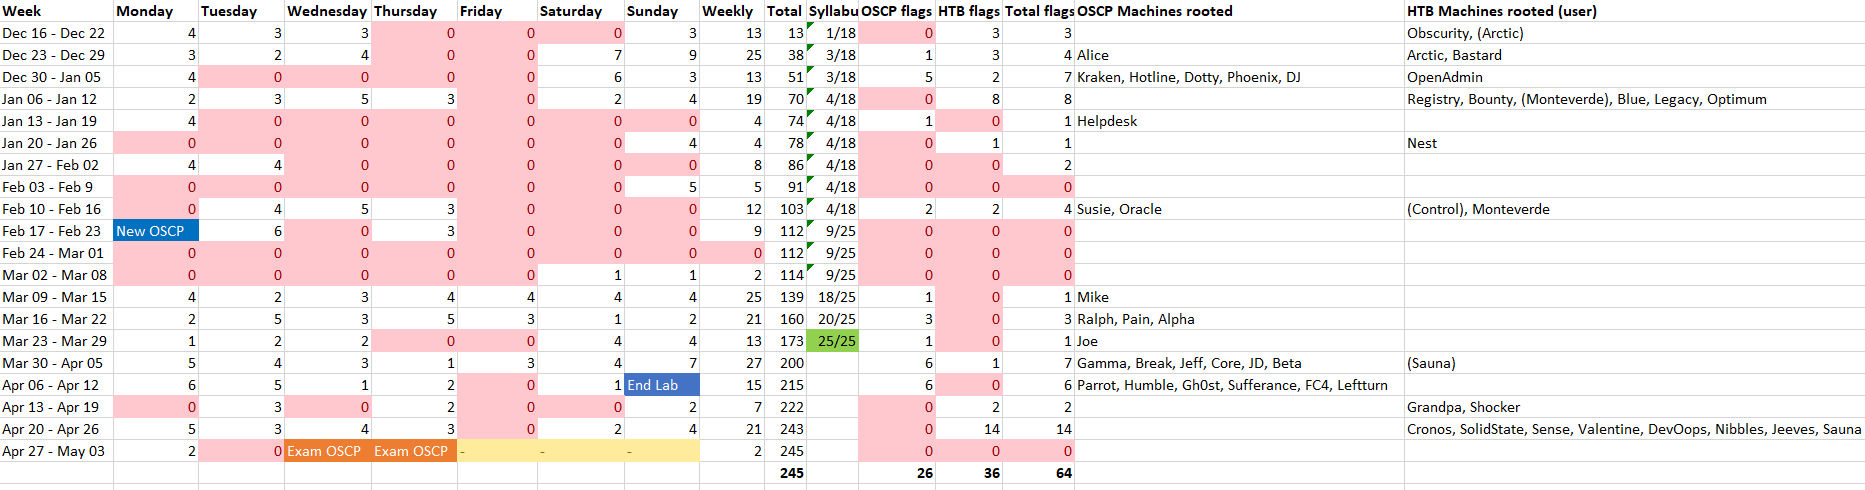 Week Monday Tuesday Wednesday Thursday Friday Saturday Sunday Weekly Total Syllabu OSCP flags HTB flags Total flags OSCP Machines rooted HTB Machines rooted (user)
Dec 16 - Dec 22 4 3 3 0 0 0 3 13 13 1/18 0 3 3 Obscurity, (Arctic)
Dec 23 - Dec 29 3 2 4 0 0 7 9 25 38 3/18 1 3 4 Alice Arctic, Bastard
Dec 30 - Jan 05 4 0 0 0 0 6 3 13 51 3/18 5 2 7 Kraken, Hotline, Dotty, Phoenix, DJ OpenAdmin
Jan 06 - Jan 12 2 3 5 3 0 2 4 19 70 4/18 0 8 8 Registry, Bounty, (Monteverde), Blue, Legacy, Optimum
Jan 13 - Jan 19 4 0 0 0 0 0 0 4 74 4/18 1 0 1 Helpdesk
Jan 20 - Jan 26 0 0 0 0 0 0 4 4 78 4/18 0 1 1 Nest
Jan 27 - Feb 02 4 4 0 0 0 0 0 8 86 4/18 0 0 2
Feb 03 - Feb 9 0 0 0 0 0 0 5 5 91 4/18 0 0 0
Feb 10 - Feb 16 0 4 5 3 0 0 0 12 103 4/18 2 2 4 Susie, Oracle (Control), Monteverde
Feb 17 - Feb 23 New OSCP 6 0 3 0 0 0 9 112 9/25 0 0 0
Feb 24 - Mar 01 0 0 0 0 0 0 0 0 112 9/25 0 0 0
Mar 02 - Mar 08 0 0 0 0 0 1 1 2 114 9/25 0 0 0
Mar 09 - Mar 15 4 2 3 4 4 4 4 25 139 18/25 1 0 1 Mike
Mar 16 - Mar 22 2 5 3 5 3 1 2 21 160 20/25 3 0 3 Ralph, Pain, Alpha
Mar 23 - Mar 29 1 2 2 0 0 4 4 13 173 25/25 1 0 1 Joe
Mar 30 - Apr 05 5 4 3 1 3 4 7 27 200 6 1 7 Gamma, Break, Jeff, Core, JD, Beta (Sauna)
Apr 06 - Apr 12 6 5 1 2 0 1 End Lab 15 215 6 0 6 Parrot, Humble, Gh0st, Sufferance, FC4, Leftturn
Apr 13 - Apr 19 0 3 0 2 0 0 2 7 222 0 2 2 Grandpa, Shocker
Apr 20 - Apr 26 5 3 4 3 0 2 4 21 243 0 14 14 Cronos, SolidState, Sense, Valentine, DevOops, Nibbles, Jeeves, Sauna
Apr 27 - May 03 2 0 Exam OSCP Exam OSCP - - - 2 245 0 0 0
245 26 36 64